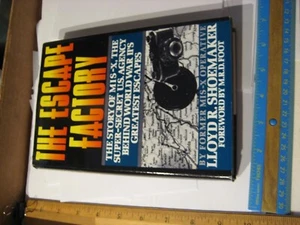 THE ESCAPE
FACTORY
THE STORY OF MIS-X, THE
SUPER-SECRET U.S. AGENCY
BEHIND WORLD WAR II'S
GREATEST ESCAPES
BY FORMER MIS-X OPERATIVE
LLOYD R. SHOEMAKER
FOREWORD BY M.R.D. FOOT